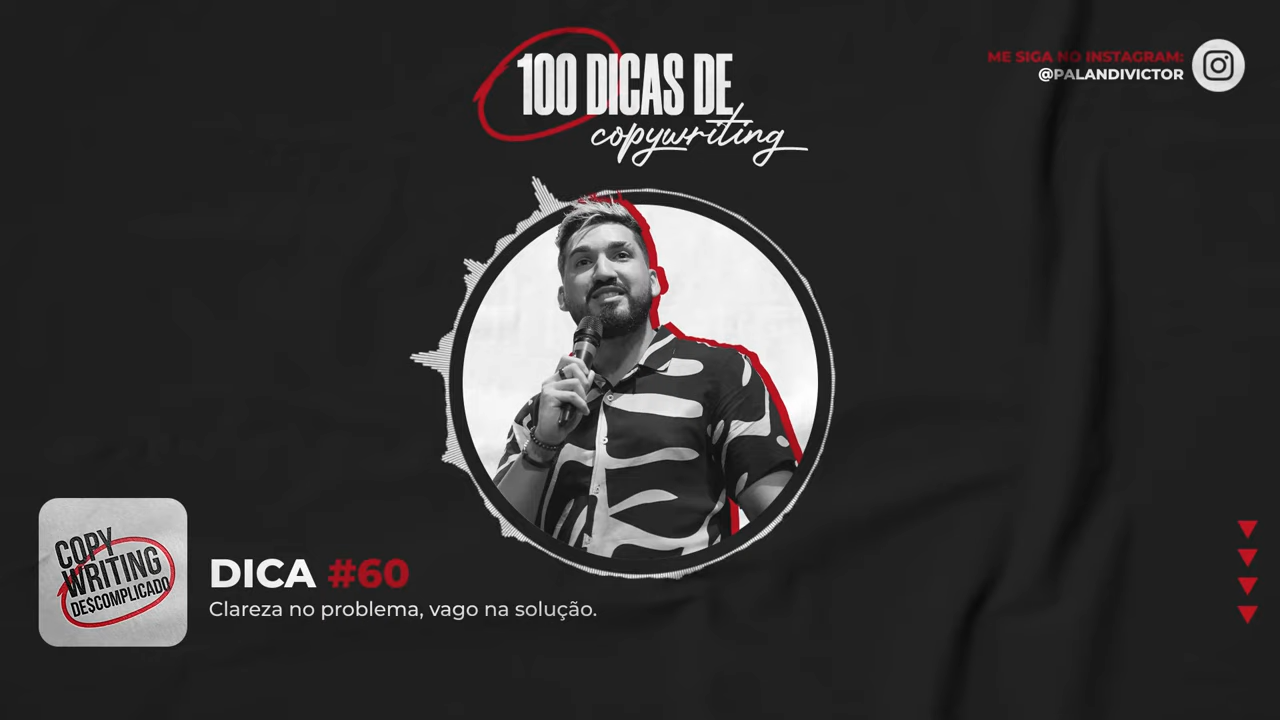 100 DICAS DE
copywriting
ME SIGA NO INSTAGRAM:
@PALANDIVICTOR
COPY
WRITING
DESCOMPLICADO
DICA #60
Clareza no problema, vago na solução.